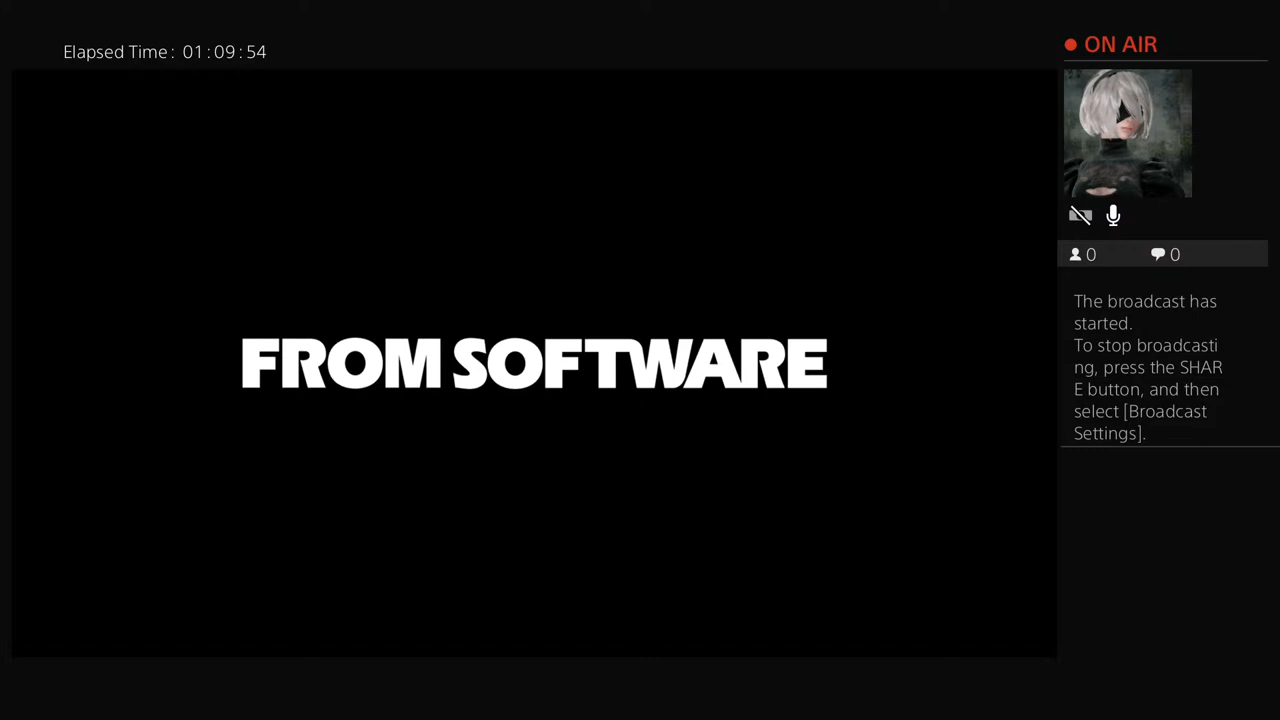 Elapsed Time: 01:09:54
ON AIR
0 0
The broadcast has
started.
To stop broadcasti
ng, press the SHAR
E button, and then
select [Broadcast
Settings].
FROM SOFTWARE